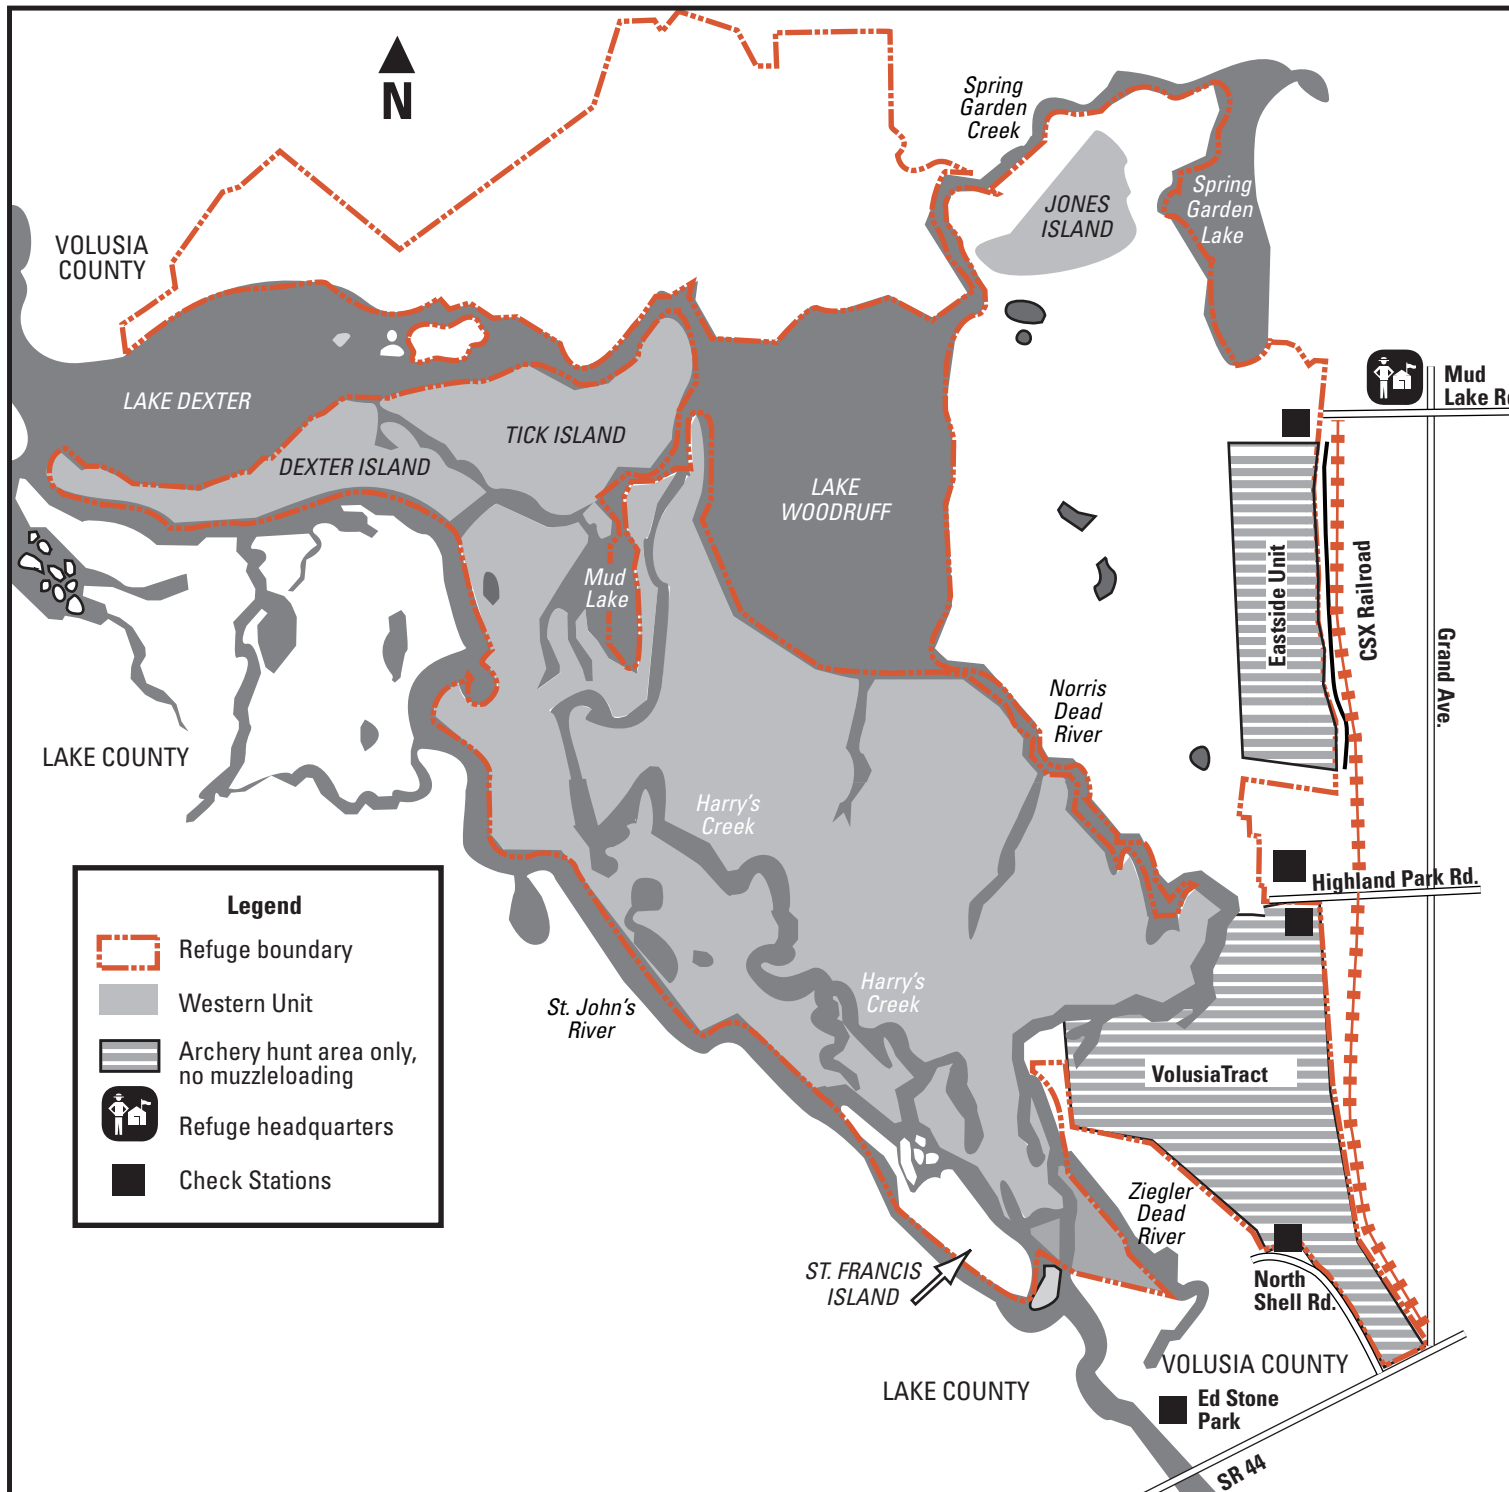 N
Spring
Garden
Creek
JONES
ISLAND
Spring
Garden
Lake
VOLUSIA
COUNTY
Mud
Lake Rd
LAKE DEXTER
TICK ISLAND
DEXTER ISLAND
LAKE
WOODRUFF
Mud
Lake
Eastside Unit
CSX Railroad
Grand Ave.
Norris
Dead
River
LAKE COUNTY
Harry's
Creek
Highland Park Rd.
Legend
Refuge boundary
Western Unit
Archery hunt area only,
no muzzleloading
Refuge headquarters
Check Stations
Harry's
Creek
St. John's
River
VolusiaTract
Ziegler
Dead
River
ST. FRANCIS
ISLAND
North
Shell Rd.
VOLUSIA COUNTY
LAKE COUNTY
Ed Stone
Park
SR 44